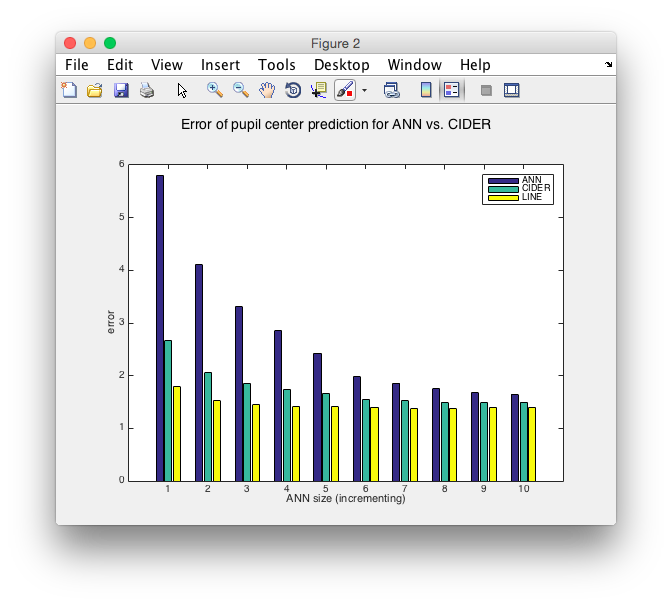 Figure 2
File Edit View Insert Tools Desktop Window Help
Error of pupil center prediction for ANN vs. CIDER
6
5
4
3
2
1
0
error
ANN
CIDER
LINE
1 2 3 4 5 6 7 8 9 10
ANN size (incrementing)